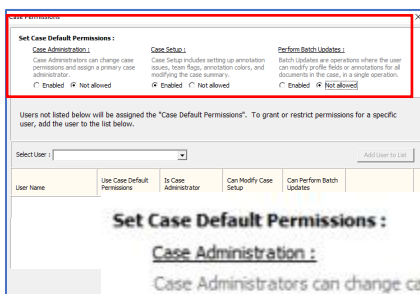 Case Permissions
Set Case Default Permissions :
Case Administration :
Case Administrators can change case
permissions and assign a primary case
administrator.
Enabled Not allowed
Case Setup :
Case Setup includes setting up annotation
issues, team flags, annotation colors, and
modifying the case summary.
Enabled Not allowed
Perform Batch Updates :
Batch Updates are operations where the user
can modify profile fields or annotations for all
documents in the case, in a single operation.
Enabled Not allowed
Users not listed below will be assigned the "Case Default Permissions". To grant or restrict permissions for a specific
user, add the user to the list below.
Select User :
Add User to List
User Name
Use Case Default
Permissions
Is Case
Administrator
Can Modify Case
Setup
Can Perform Batch
Updates
Set Case Default Permissions :
Case Administration :
Case Administrators can change ca